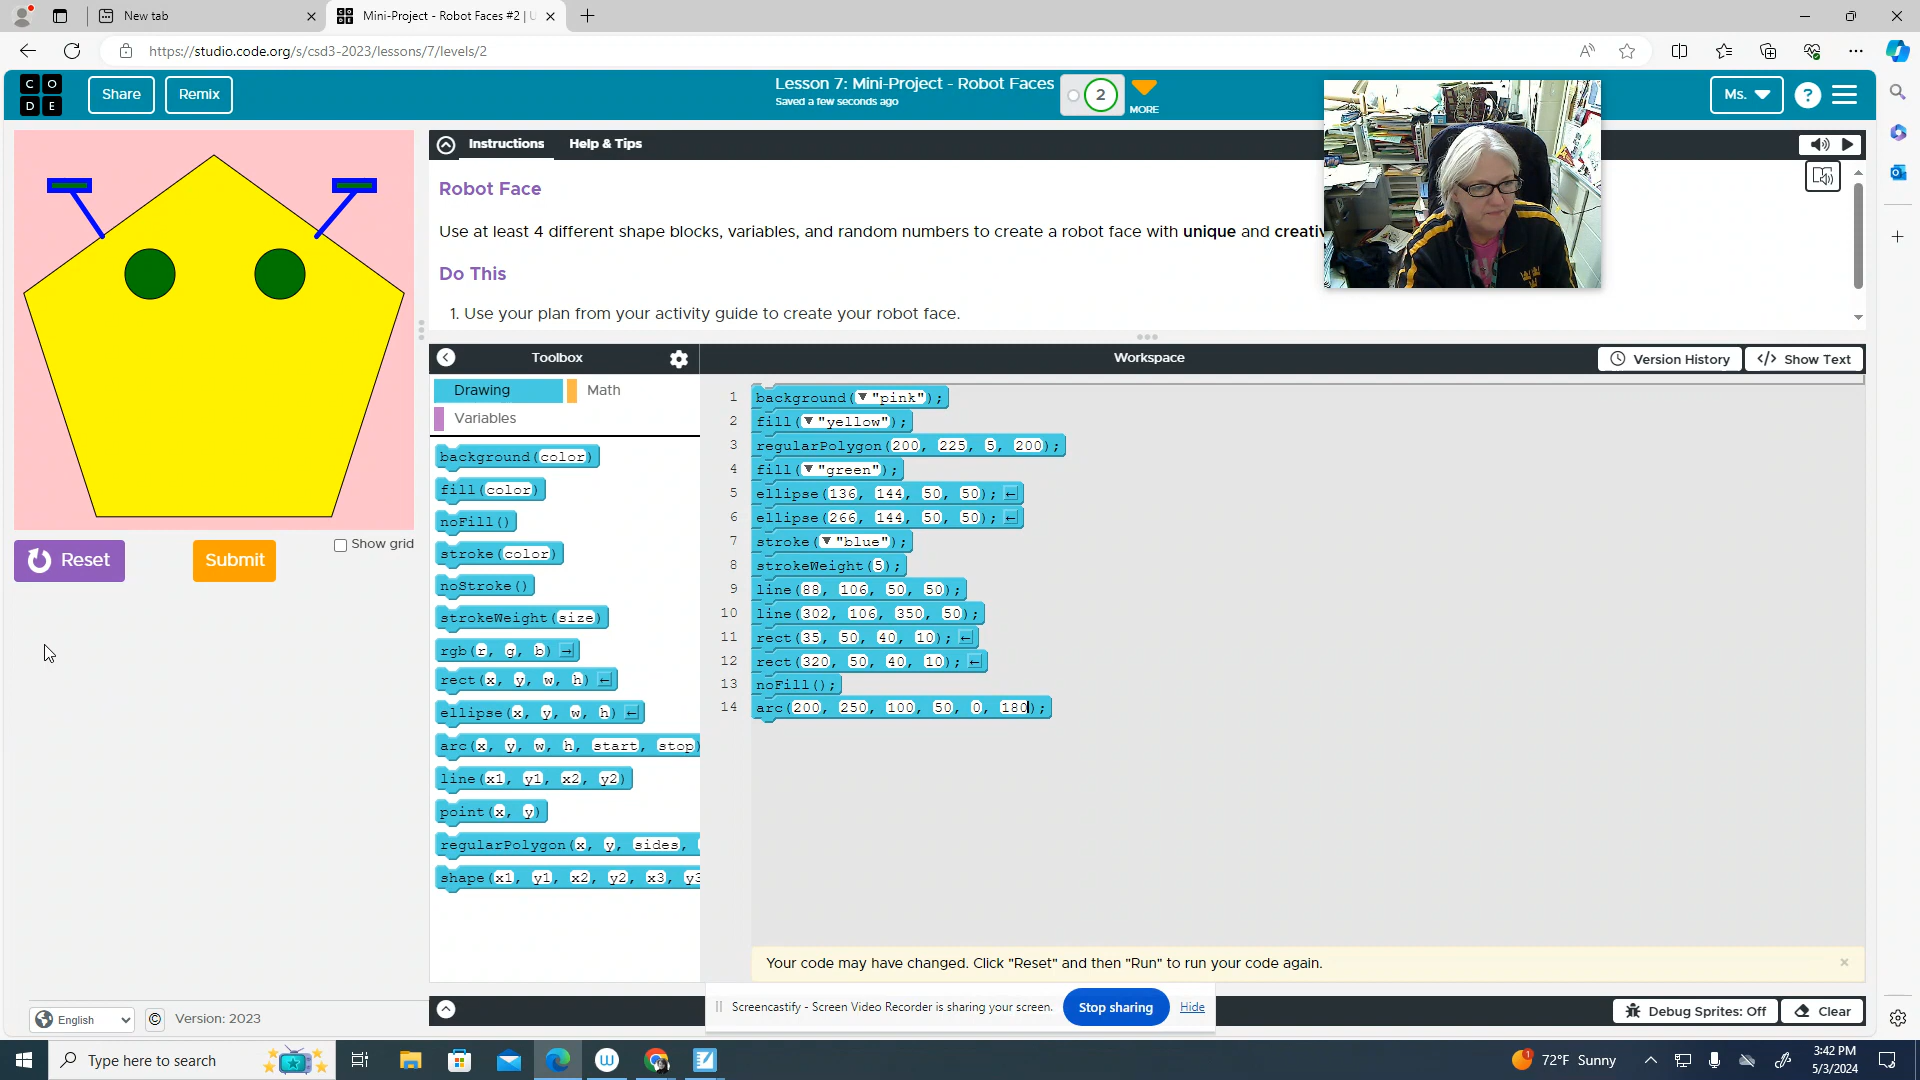 New tab
Mini-Project - Robot Faces #2 | U
https://studio.code.org/s/csd3-2023/lessons/7/levels/2
C O
D E
Share
Remix
Lesson 7: Mini-Project - Robot Faces
Saved a few seconds ago
2
MORE
Ms.
?
Instructions
Help & Tips
Robot Face
Use at least 4 different shape blocks, variables, and random numbers to create a robot face with unique and creativ
Do This
1. Use your plan from your activity guide to create your robot face.
Reset
Submit
Show grid
Toolbox
Workspace
Version History
</> Show Text
Drawing
Math
Variables
background(color)
fill(color)
noFill()
stroke(color)
noStroke()
strokeWeight(size)
rgb(r, g, b)
rect(x, y, w, h)
ellipse(x, y, w, h)
arc(x, y, w, h, start, stop)
line(x1, y1, x2, y2)
point(x, y)
regularPolygon(x, y, sides,
shape(x1, y1, x2, y2, x3, y3
1 background("pink");
2 fill("yellow");
3 regularPolygon(200, 225, 5, 200);
4 fill("green");
5 ellipse(136, 144, 50, 50);
6 ellipse(266, 144, 50, 50);
7 stroke("blue");
8 strokeWeight(5);
9 line(88, 106, 50, 50);
10 line(302, 106, 350, 50);
11 rect(35, 50, 40, 10);
12 rect(320, 50, 40, 10);
13 noFill();
14 arc(200, 250, 100, 50, 0, 180);
Your code may have changed. Click "Reset" and then "Run" to run your code again.
Screencastify - Screen Video Recorder is sharing your screen.
Stop sharing
Hide
English
Version: 2023
Debug Sprites: Off
Clear
Type here to search
72°F Sunny
3:42 PM
5/3/2024